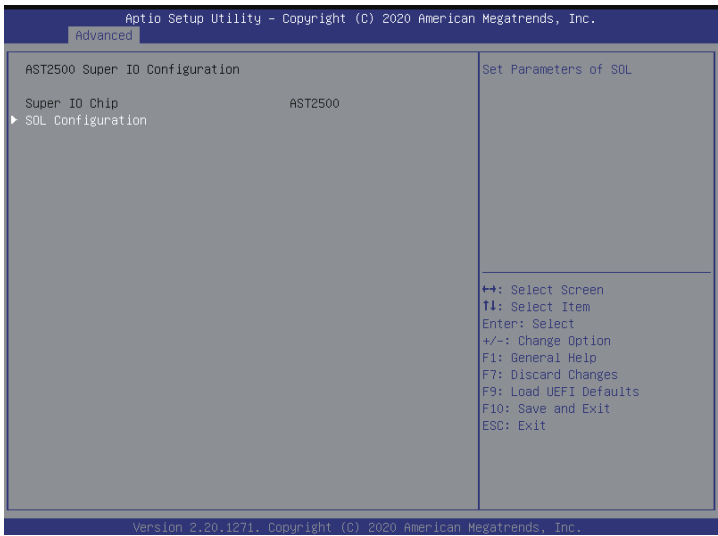 Aptio Setup Utility – Copyright (C) 2020 American Megatrends, Inc.
Advanced
AST2500 Super IO Configuration
Super IO Chip AST2500
SOL Configuration
Set Parameters of SOL
↔: Select Screen
↑↓: Select Item
Enter: Select
+/-: Change Option
F1: General Help
F7: Discard Changes
F9: Load UEFI Defaults
F10: Save and Exit
ESC: Exit
Version 2.20.1271. Copyright (C) 2020 American Megatrends, Inc.